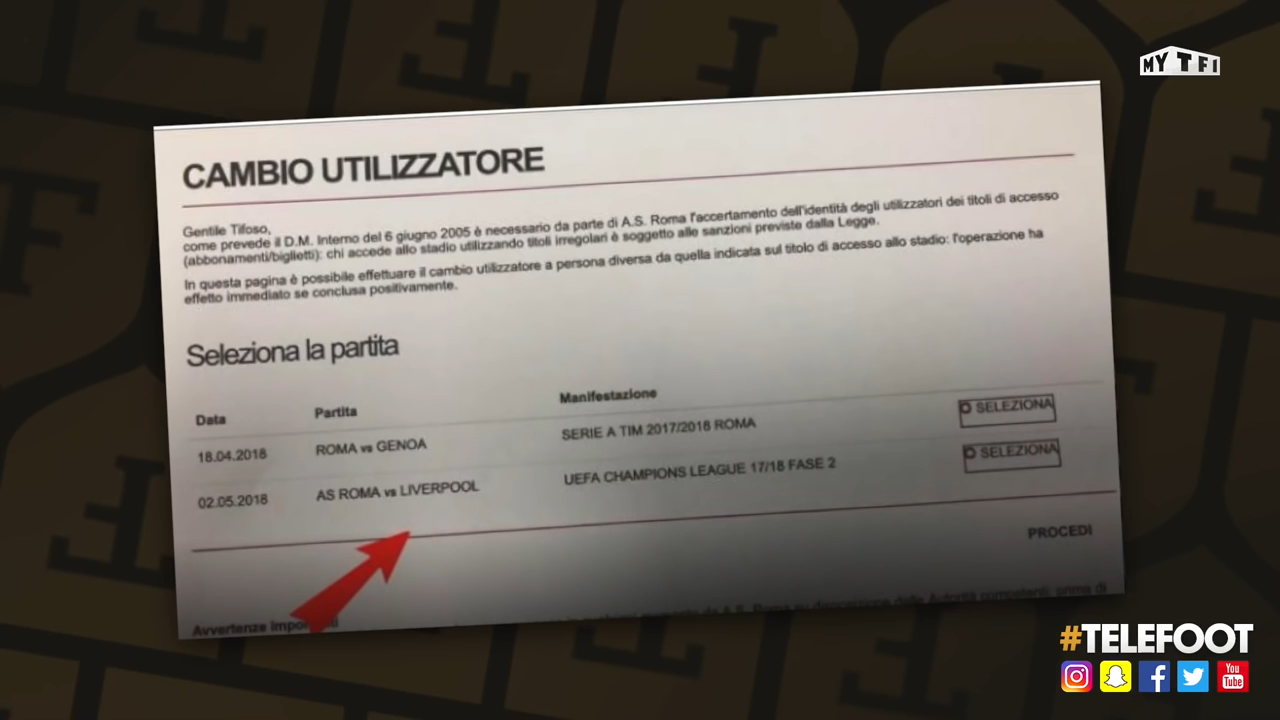 MYTF1
CAMBIO UTILIZZATORE
Gentile Tifoso,
come prevede il D.M. Interno del 6 giugno 2005 è necessario da parte di A.S. Roma l'accertamento dell'identità degli utilizzatori dei titoli di accesso
(abbonamenti/biglietti): chi accede allo stadio utilizzando titoli irregolari è soggetto alle sanzioni previste dalla Legge.
In questa pagina è possibile effettuare il cambio utilizzatore a persona diversa da quella indicata sul titolo di accesso allo stadio: l'operazione ha
effetto immediato se conclusa positivamente.
Seleziona la partita
Data Partita Manifestazione
18.04.2018 ROMA vs GENOA SERIE A TIM 2017/2018 ROMA SELEZIONA
02.05.2018 AS ROMA vs LIVERPOOL UEFA CHAMPIONS LEAGUE 17/18 FASE 2 SELEZIONA
PROCEDI
Avvertenze
#TELEFOOT
You
Tube